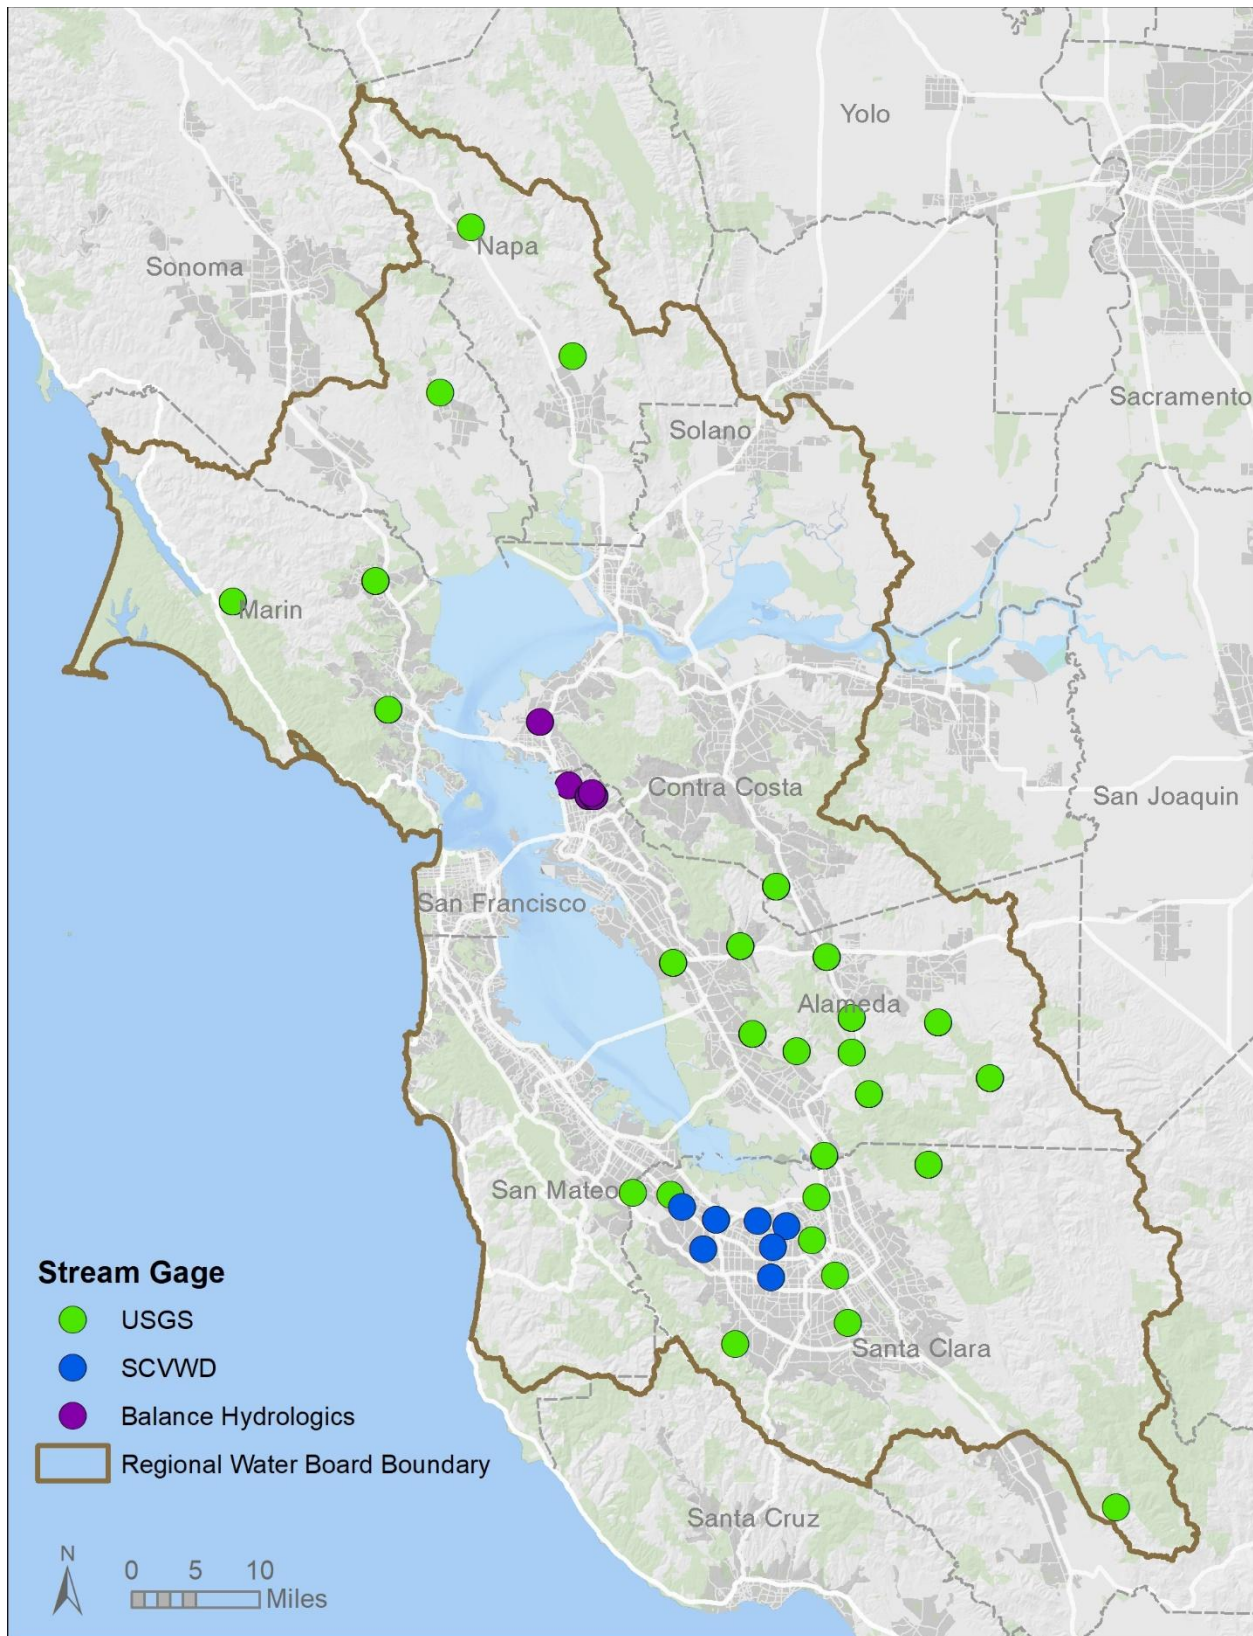 Yolo
Napa
Sonoma
Sacramento
Solano
Marin
Contra Costa
San Joaquin
San Francisco
Alameda
San Mateo
Santa Clara
Santa Cruz
Stream Gage
USGS
SCVWD
Balance Hydrologics
Regional Water Board Boundary
N
0 5 10
Miles